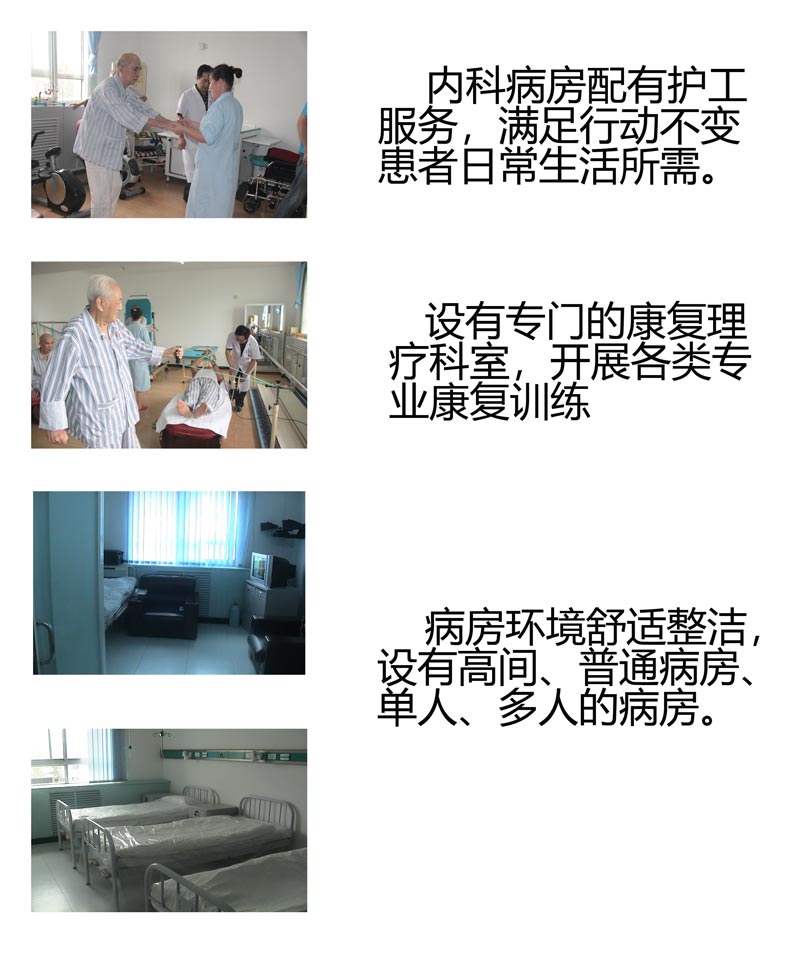 内科病房配有护工
服务，满足行动不变
患者日常生活所需。
设有专门的康复理
疗科室，开展各类专
业康复训练
病房环境舒适整洁，
设有高间、普通病房、
单人、多人的病房。